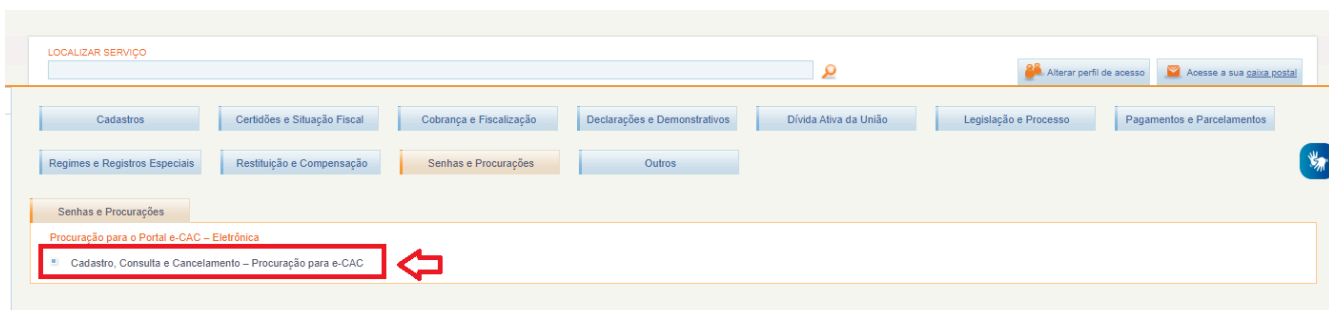 LOCALIZAR SERVIÇO
Alterar perfil de acesso
Acesse a sua caixa postal
Cadastros
Certidões e Situação Fiscal
Cobrança e Fiscalização
Declarações e Demonstrativos
Dívida Ativa da União
Legislação e Processo
Pagamentos e Parcelamentos
Regimes e Registros Especiais
Restituição e Compensação
Senhas e Procurações
Outros
Senhas e Procurações
Procuração para o Portal e-CAC – Eletrônica
Cadastro, Consulta e Cancelamento – Procuração para e-CAC